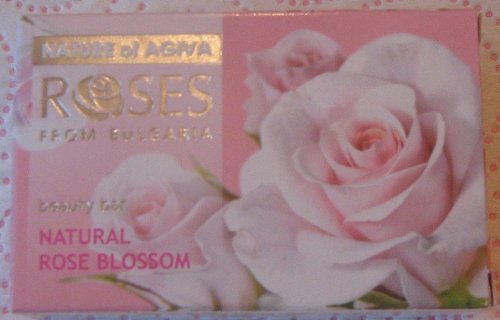 NATURE of AGIVA
ROSES
FROM BULGARIA
beauty bar
NATURAL
ROSE BLOSSOM